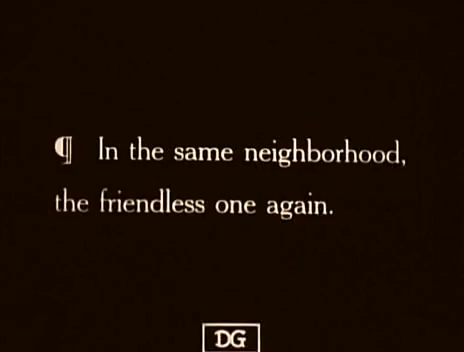 ¶ In the same neighborhood,
the friendless one again.
DG